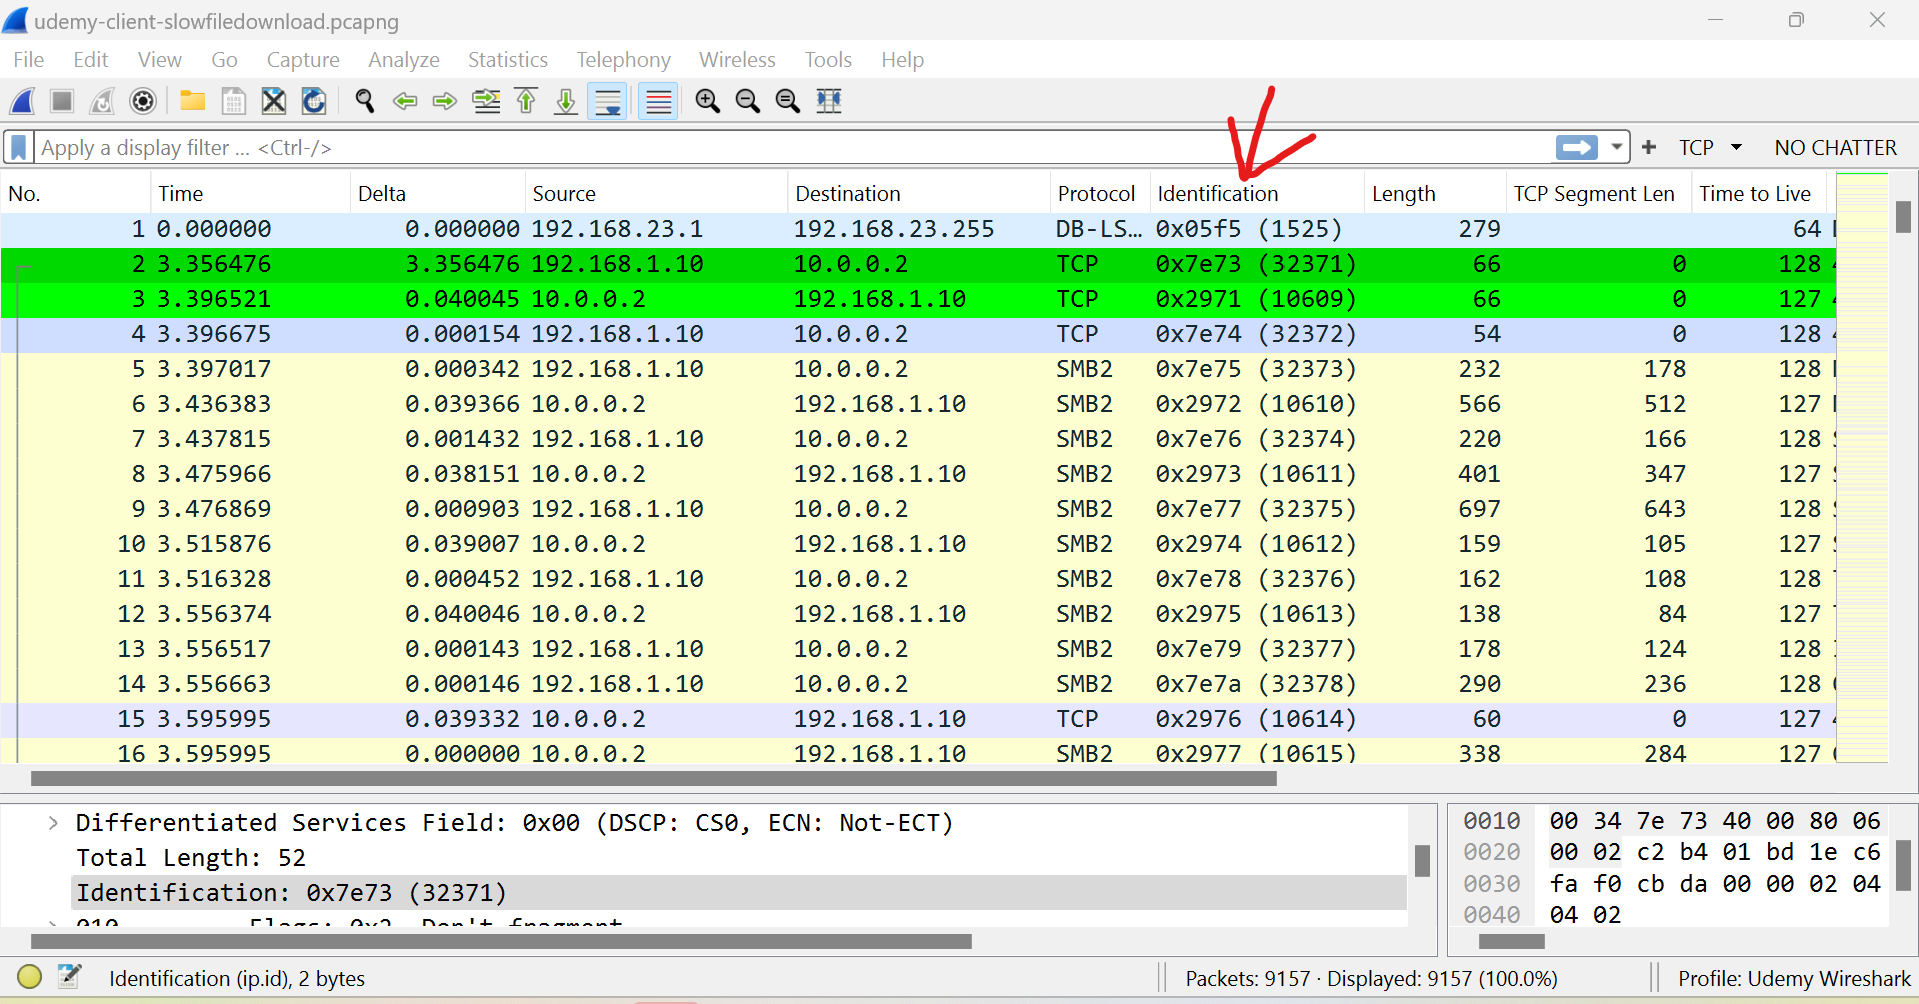 udemy-client-slowfiledownload.pcapng
File Edit View Go Capture Analyze Statistics Telephony Wireless Tools Help
Apply a display filter ... <Ctrl-/> + TCP NO CHATTER
No. Time Delta Source Destination Protocol Identification Length TCP Segment Len Time to Live
1 0.000000 0.000000 192.168.23.1 192.168.23.255 DB-LS... 0x05f5 (1525) 279 64
2 3.356476 3.356476 192.168.1.10 10.0.0.2 TCP 0x7e73 (32371) 66 0 128
3 3.396521 0.040045 10.0.0.2 192.168.1.10 TCP 0x2971 (10609) 66 0 127
4 3.396675 0.000154 192.168.1.10 10.0.0.2 TCP 0x7e74 (32372) 54 0 128
5 3.397017 0.000342 192.168.1.10 10.0.0.2 SMB2 0x7e75 (32373) 232 178 128
6 3.436383 0.039366 10.0.0.2 192.168.1.10 SMB2 0x2972 (10610) 566 512 127
7 3.437815 0.001432 192.168.1.10 10.0.0.2 SMB2 0x7e76 (32374) 220 166 128
8 3.475966 0.038151 10.0.0.2 192.168.1.10 SMB2 0x2973 (10611) 401 347 127
9 3.476869 0.000903 192.168.1.10 10.0.0.2 SMB2 0x7e77 (32375) 697 643 128
10 3.515876 0.039007 10.0.0.2 192.168.1.10 SMB2 0x2974 (10612) 159 105 127
11 3.516328 0.000452 192.168.1.10 10.0.0.2 SMB2 0x7e78 (32376) 162 108 128
12 3.556374 0.040046 10.0.0.2 192.168.1.10 SMB2 0x2975 (10613) 138 84 127
13 3.556517 0.000143 192.168.1.10 10.0.0.2 SMB2 0x7e79 (32377) 178 124 128
14 3.556663 0.000146 192.168.1.10 10.0.0.2 SMB2 0x7e7a (32378) 290 236 128
15 3.595995 0.039332 10.0.0.2 192.168.1.10 TCP 0x2976 (10614) 60 0 127
16 3.595995 0.000000 10.0.0.2 192.168.1.10 SMB2 0x2977 (10615) 338 284 127
Differentiated Services Field: 0x00 (DSCP: CS0, ECN: Not-ECT)
Total Length: 52
Identification: 0x7e73 (32371)
010. .... Flags: 0x2, Don't fragment
0010 00 34 7e 73 40 00 80 06
0020 00 02 c2 b4 01 bd 1e c6
0030 fa f0 cb da 00 00 02 04
0040 04 02
Identification (ip.id), 2 bytes
Packets: 9157 · Displayed: 9157 (100.0%)
Profile: Udemy Wireshark